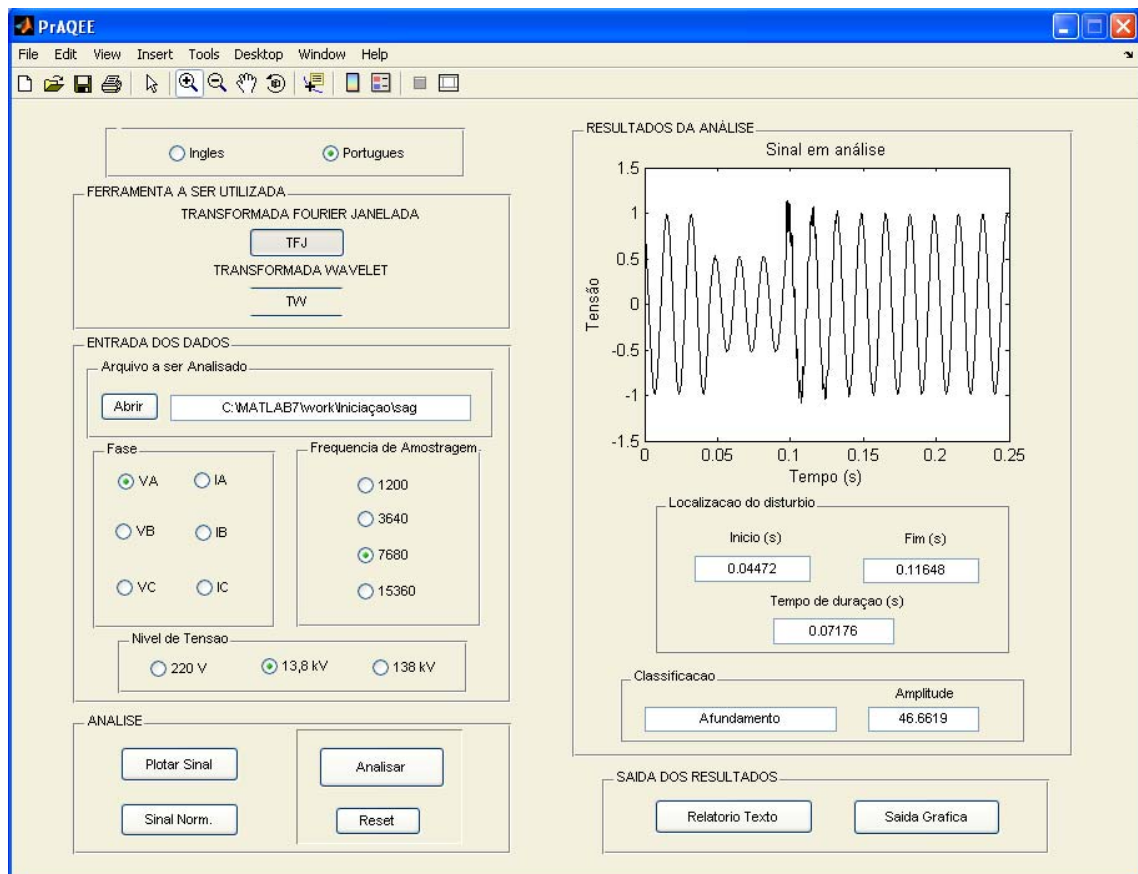 PrAQEE
File Edit View Insert Tools Desktop Window Help
Ingles Portugues
FERRAMENTA A SER UTILIZADA
TRANSFORMADA FOURIER JANELADA
TFJ
TRANSFORMADA WAVELET
TW
ENTRADA DOS DADOS
Arquivo a ser Analisado
Abrir C:\MATLAB7\work\Iniciaçao\sag
Fase
VA IA
VB IB
VC IC
Frequencia de Amostragem
1200
3640
7680
15360
Nivel de Tensao
220 V 13,8 kV 138 kV
ANALISE
Plotar Sinal
Sinal Norm.
Analisar
Reset
RESULTADOS DA ANÁLISE
Sinal em análise
1.5
1
0.5
0
-0.5
-1
-1.5
Tensão
0 0.05 0.1 0.15 0.2 0.25
Tempo (s)
Localizacao do disturbio
Inicio (s) Fim (s)
0.04472 0.11648
Tempo de duraçao (s)
0.07176
Classificacao
Amplitude
Afundamento 46.6619
SAIDA DOS RESULTADOS
Relatorio Texto Saida Grafica